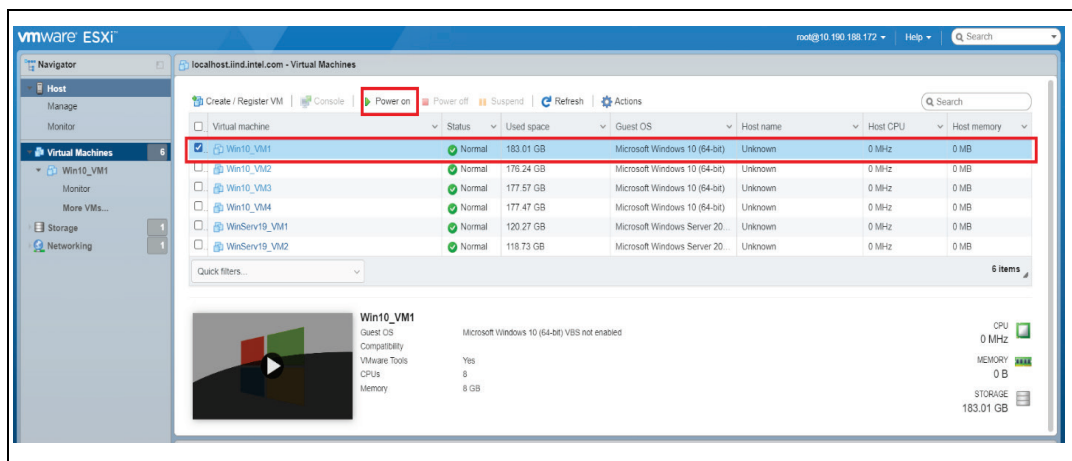 vmware ESXi™
root@10.190.188.172 Help Search
Navigator
localhost.iind.intel.com - Virtual Machines
Host
Manage
Monitor
Virtual Machines 6
Win10_VM1
Monitor
More VMs...
Storage 1
Networking 1
Create / Register VM Console Power on Power off Suspend Refresh Actions Search
Virtual machine Status Used space Guest OS Host name Host CPU Host memory
Win10_VM1 Normal 183.01 GB Microsoft Windows 10 (64-bit) Unknown 0 MHz 0 MB
Win10_VM2 Normal 176.24 GB Microsoft Windows 10 (64-bit) Unknown 0 MHz 0 MB
Win10_VM3 Normal 177.57 GB Microsoft Windows 10 (64-bit) Unknown 0 MHz 0 MB
Win10_VM4 Normal 177.47 GB Microsoft Windows 10 (64-bit) Unknown 0 MHz 0 MB
WinServ19_VM1 Normal 120.27 GB Microsoft Windows Server 20... Unknown 0 MHz 0 MB
WinServ19_VM2 Normal 118.73 GB Microsoft Windows Server 20... Unknown 0 MHz 0 MB
Quick filters... 6 items
Win10_VM1
Guest OS Microsoft Windows 10 (64-bit) VBS not enabled
Compatibility
VMware Tools Yes
CPUs 8
Memory 8 GB
CPU
0 MHz
MEMORY
0 B
STORAGE
183.01 GB